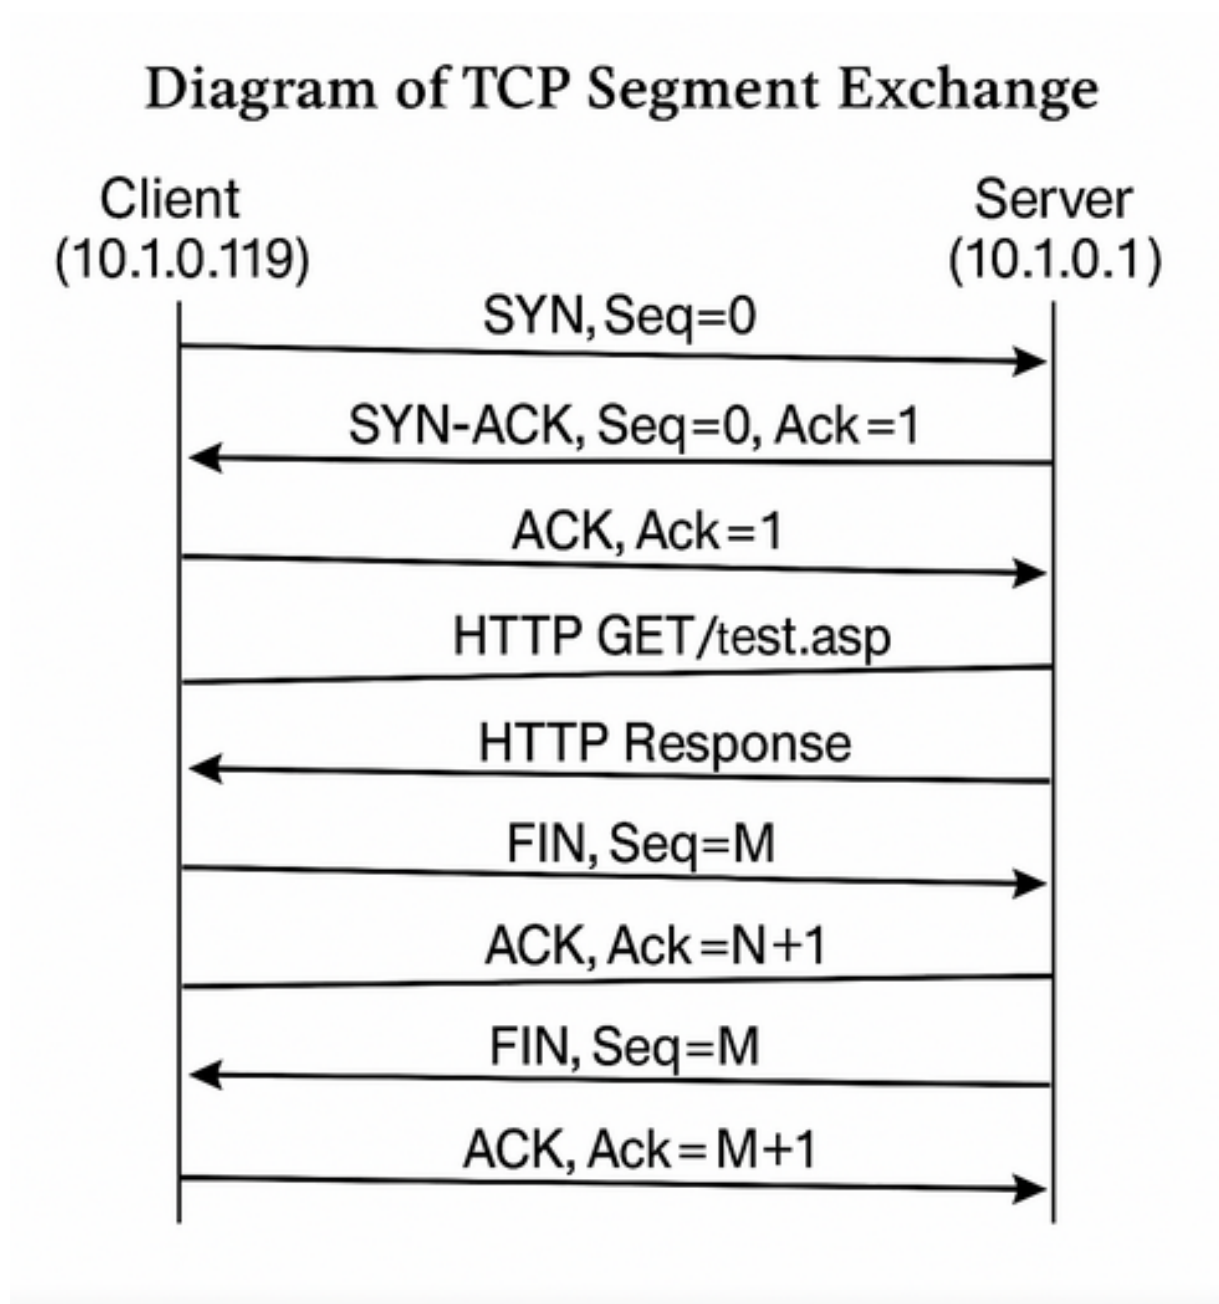 Diagram of TCP Segment Exchange
Client
(10.1.0.119)
Server
(10.1.0.1)
SYN, Seq=0
SYN-ACK, Seq=0, Ack=1
ACK, Ack=1
HTTP GET/test.asp
HTTP Response
FIN, Seq=M
ACK, Ack=N+1
FIN, Seq=M
ACK, Ack=M+1